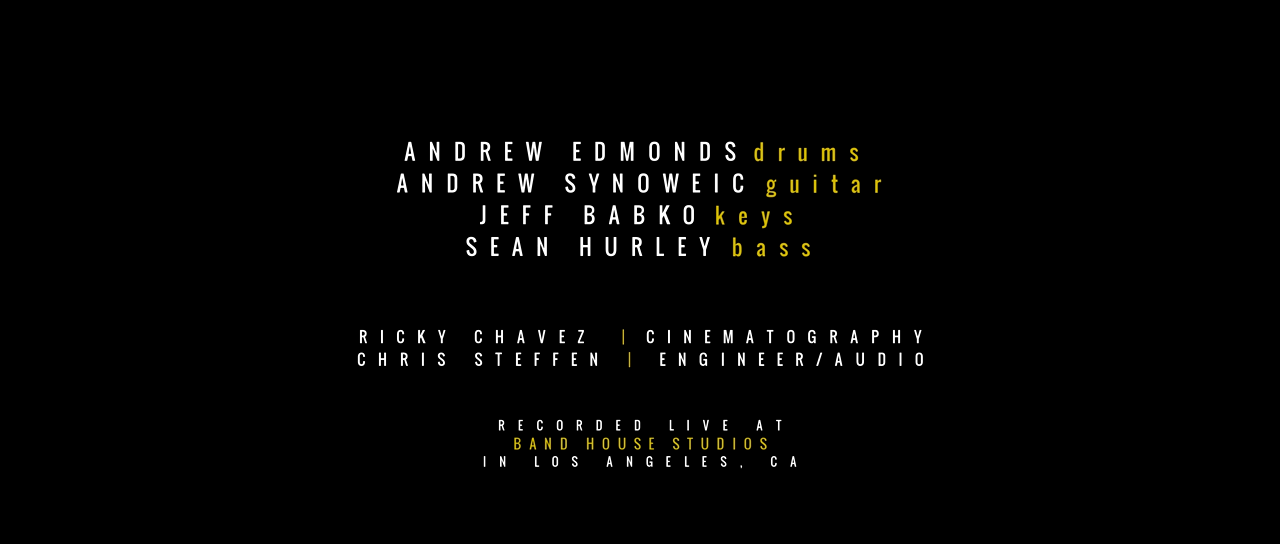 ANDREW EDMONDS drums
ANDREW SYNOWEIC guitar
JEFF BABKO keys
SEAN HURLEY bass
RICKY CHAVEZ | CINEMATOGRAPHY
CHRIS STEFFEN | ENGINEER/AUDIO
RECORDED LIVE AT
BAND HOUSE STUDIOS
IN LOS ANGELES, CA